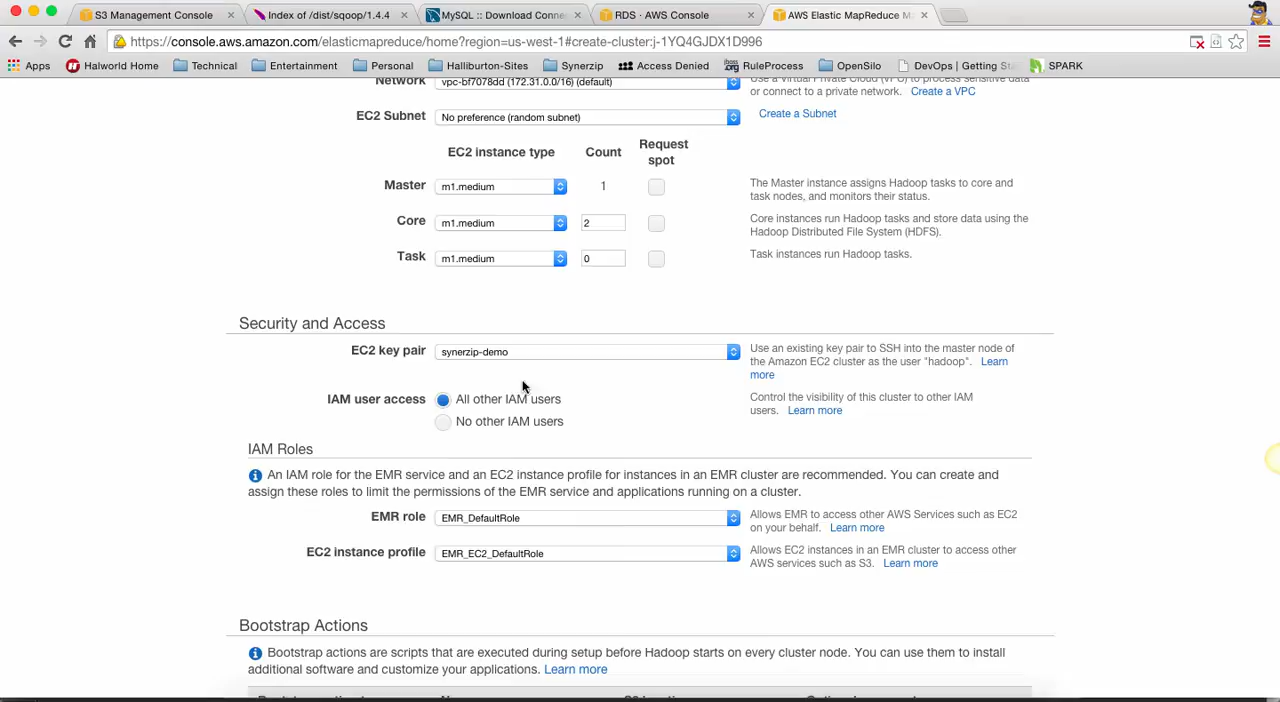 S3 Management Console
Index of /dist/sqoop/1.4.4
MySQL :: Download Conne
RDS · AWS Console
AWS Elastic MapReduce M
https://console.aws.amazon.com/elasticmapreduce/home?region=us-west-1#create-cluster:j-1YQ4GJDX1D996
Apps
Halworld Home
Technical
Entertainment
Personal
Halliburton-Sites
Synerzip
Access Denied
RuleProcess
OpenSilo
DevOps | Getting Sta
SPARK
Network
vpc-bf7078dd (172.31.0.0/16) (default)
Use a Virtual Private Cloud (VPC) to process sensitive data
or connect to a private network. Create a VPC
EC2 Subnet
No preference (random subnet)
Create a Subnet
EC2 instance type
Count
Request
spot
Master
m1.medium
1
The Master instance assigns Hadoop tasks to core and
task nodes, and monitors their status.
Core
m1.medium
2
Core instances run Hadoop tasks and store data using the
Hadoop Distributed File System (HDFS).
Task
m1.medium
0
Task instances run Hadoop tasks.
Security and Access
EC2 key pair
synerzip-demo
Use an existing key pair to SSH into the master node of
the Amazon EC2 cluster as the user "hadoop". Learn
more
IAM user access
All other IAM users
No other IAM users
Control the visibility of this cluster to other IAM
users. Learn more
IAM Roles
An IAM role for the EMR service and an EC2 instance profile for instances in an EMR cluster are recommended. You can create and
assign these roles to limit the permissions of the EMR service and applications running on a cluster.
EMR role
EMR_DefaultRole
Allows EMR to access other AWS Services such as EC2
on your behalf. Learn more
EC2 instance profile
EMR_EC2_DefaultRole
Allows EC2 instances in an EMR cluster to access other
AWS services such as S3. Learn more
Bootstrap Actions
Bootstrap actions are scripts that are executed during setup before Hadoop starts on every cluster node. You can use them to install
additional software and customize your applications. Learn more